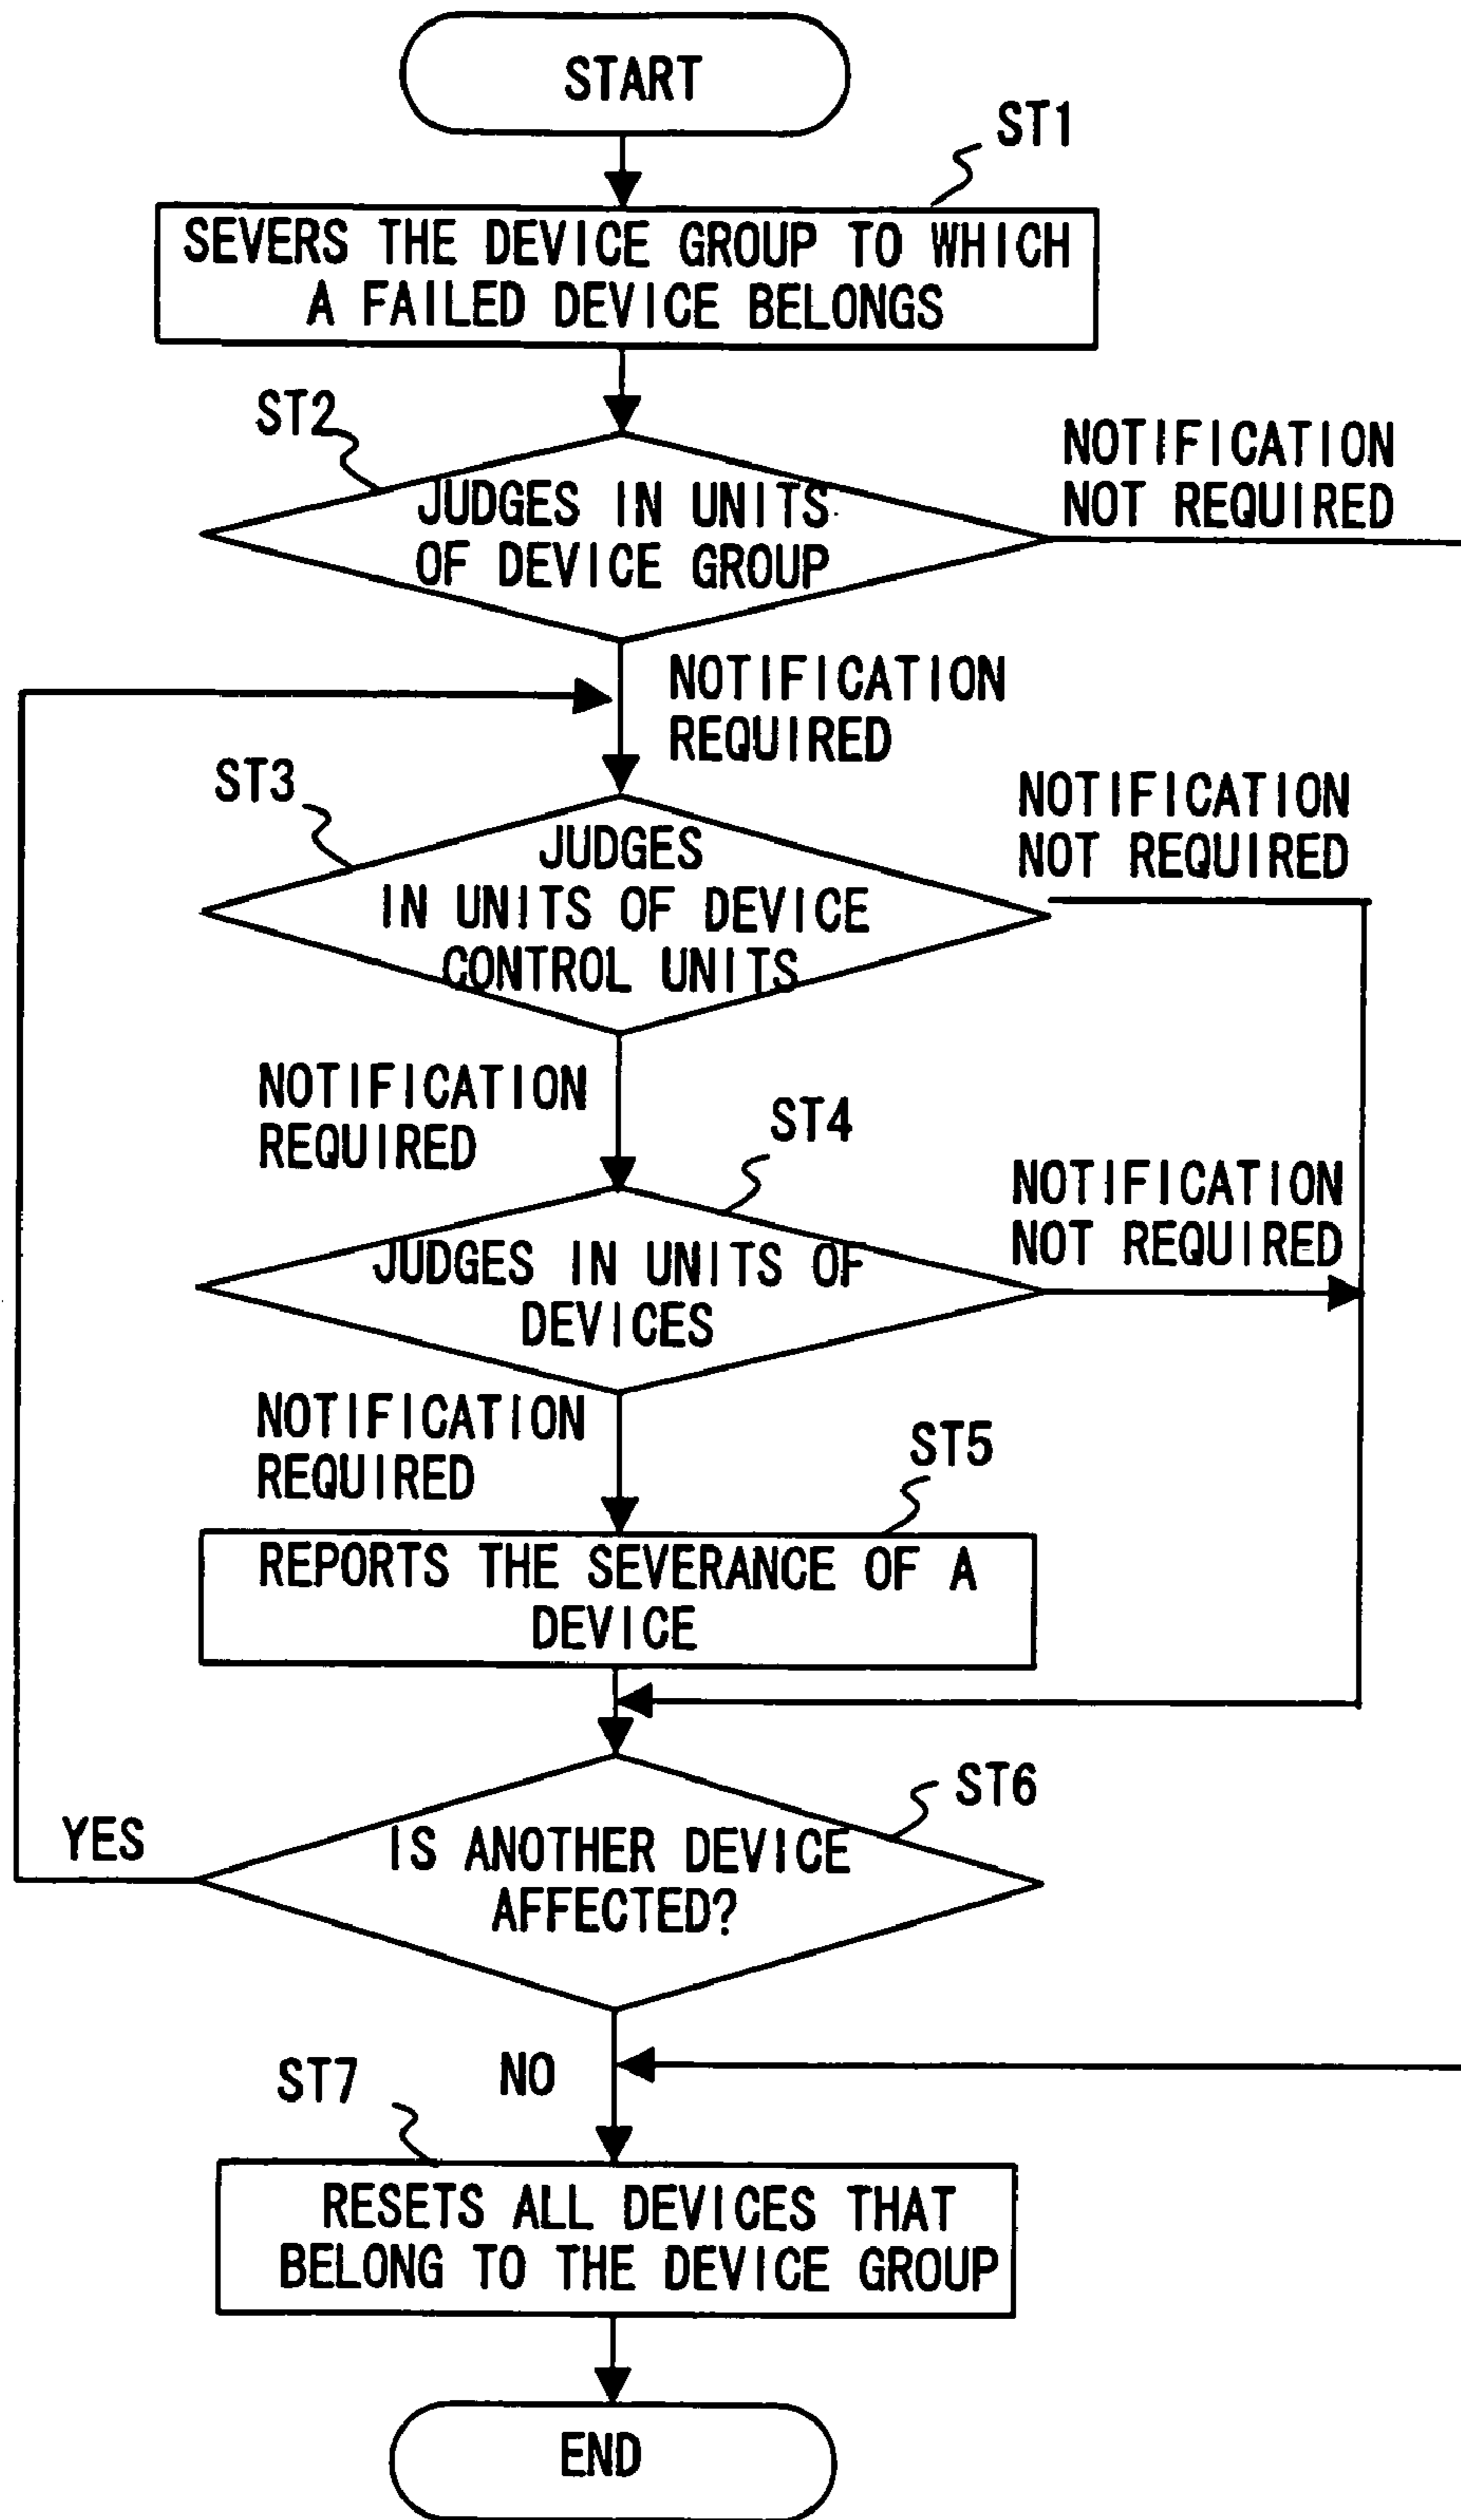 START
ST1
SEVERS THE DEVICE GROUP TO WHICH
A FAILED DEVICE BELONGS
ST2
NOTIFICATION
NOT REQUIRED
JUDGES IN UNITS
OF DEVICE GROUP
NOTIFICATION
REQUIRED
ST3
NOTIFICATION
NOT REQUIRED
JUDGES
IN UNITS OF DEVICE
CONTROL UNITS
NOTIFICATION
REQUIRED
ST4
NOTIFICATION
NOT REQUIRED
JUDGES IN UNITS OF
DEVICES
NOTIFICATION
REQUIRED
ST5
REPORTS THE SEVERANCE OF A
DEVICE
ST6
YES
IS ANOTHER DEVICE
AFFECTED?
ST7
NO
RESETS ALL DEVICES THAT
BELONG TO THE DEVICE GROUP
END